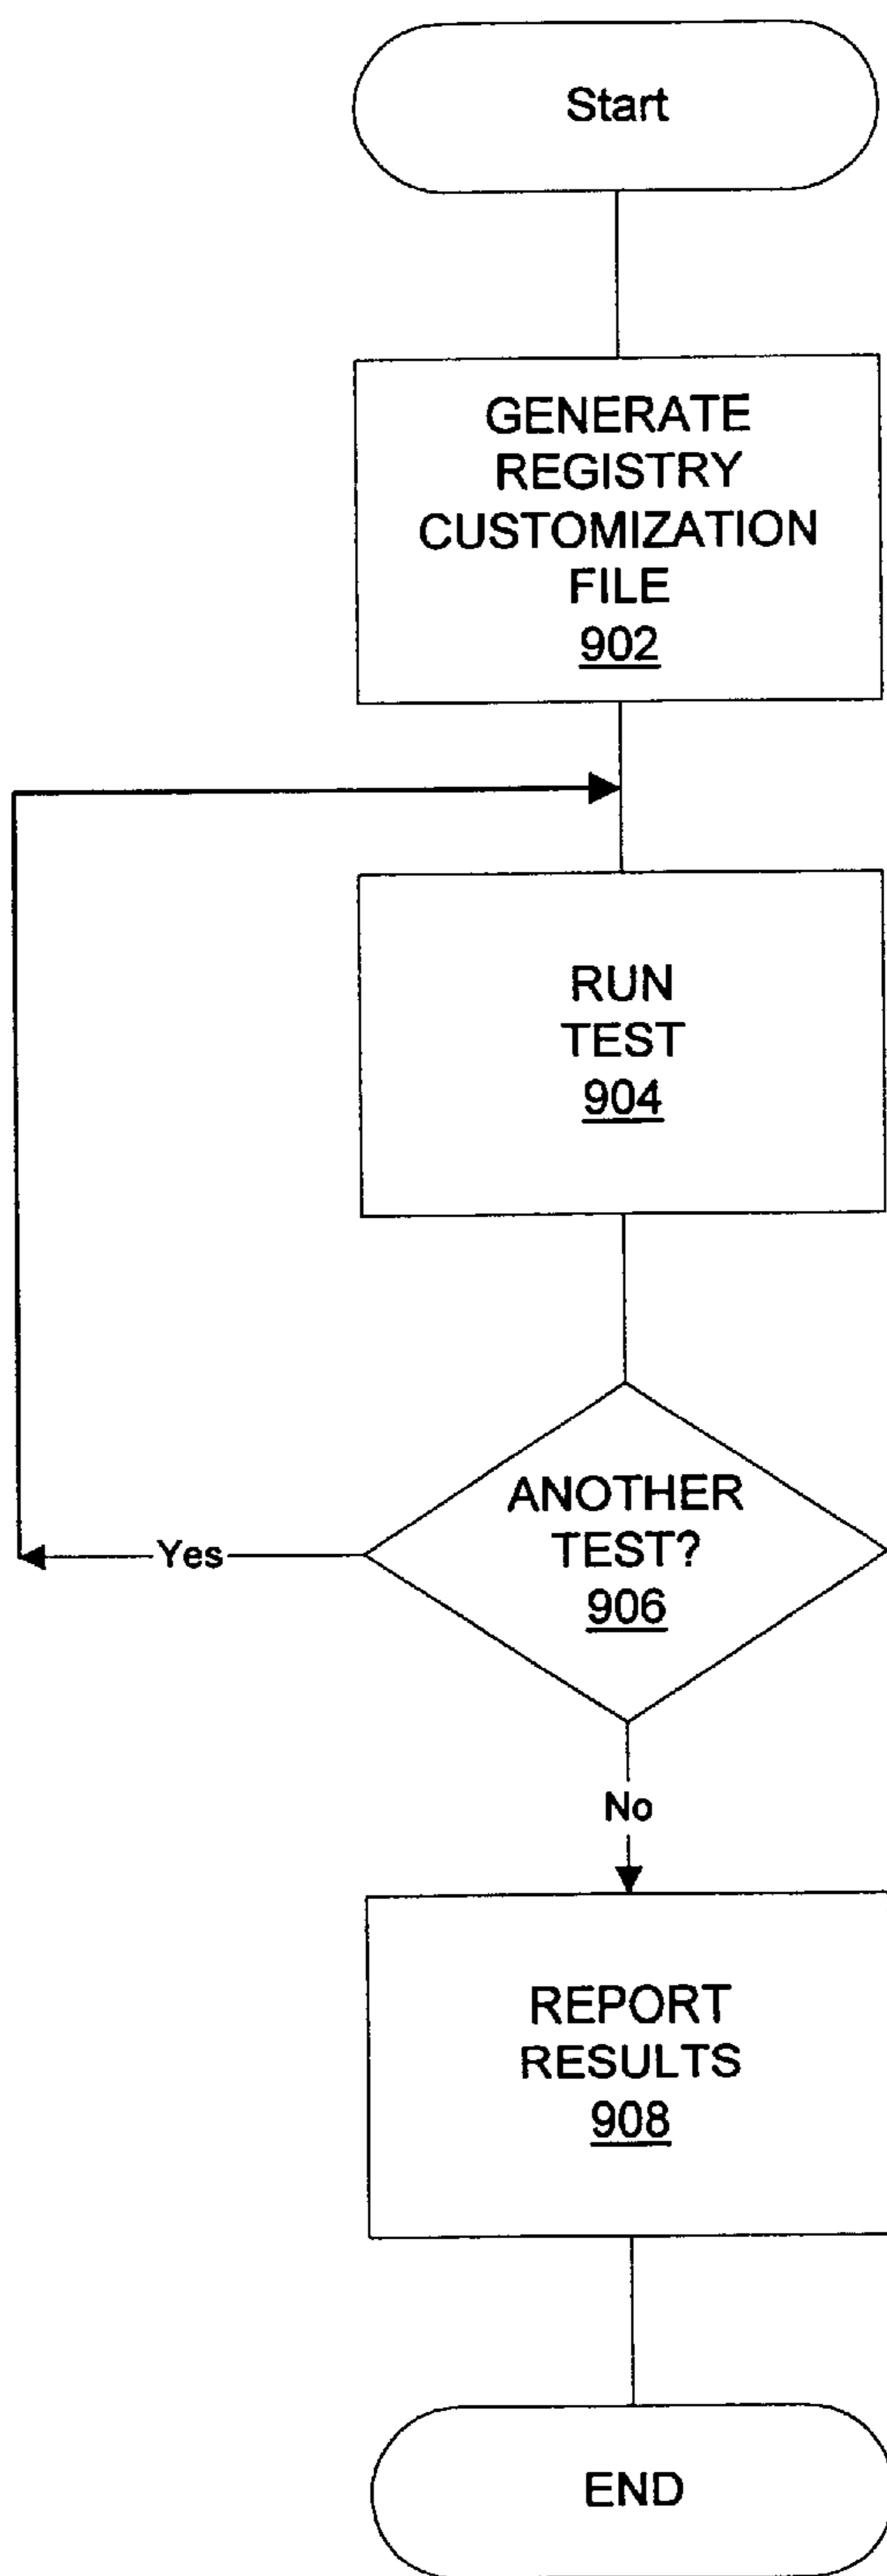 Start
GENERATE
REGISTRY
CUSTOMIZATION
FILE
902
RUN
TEST
904
ANOTHER
TEST?
906
Yes
No
REPORT
RESULTS
908
END